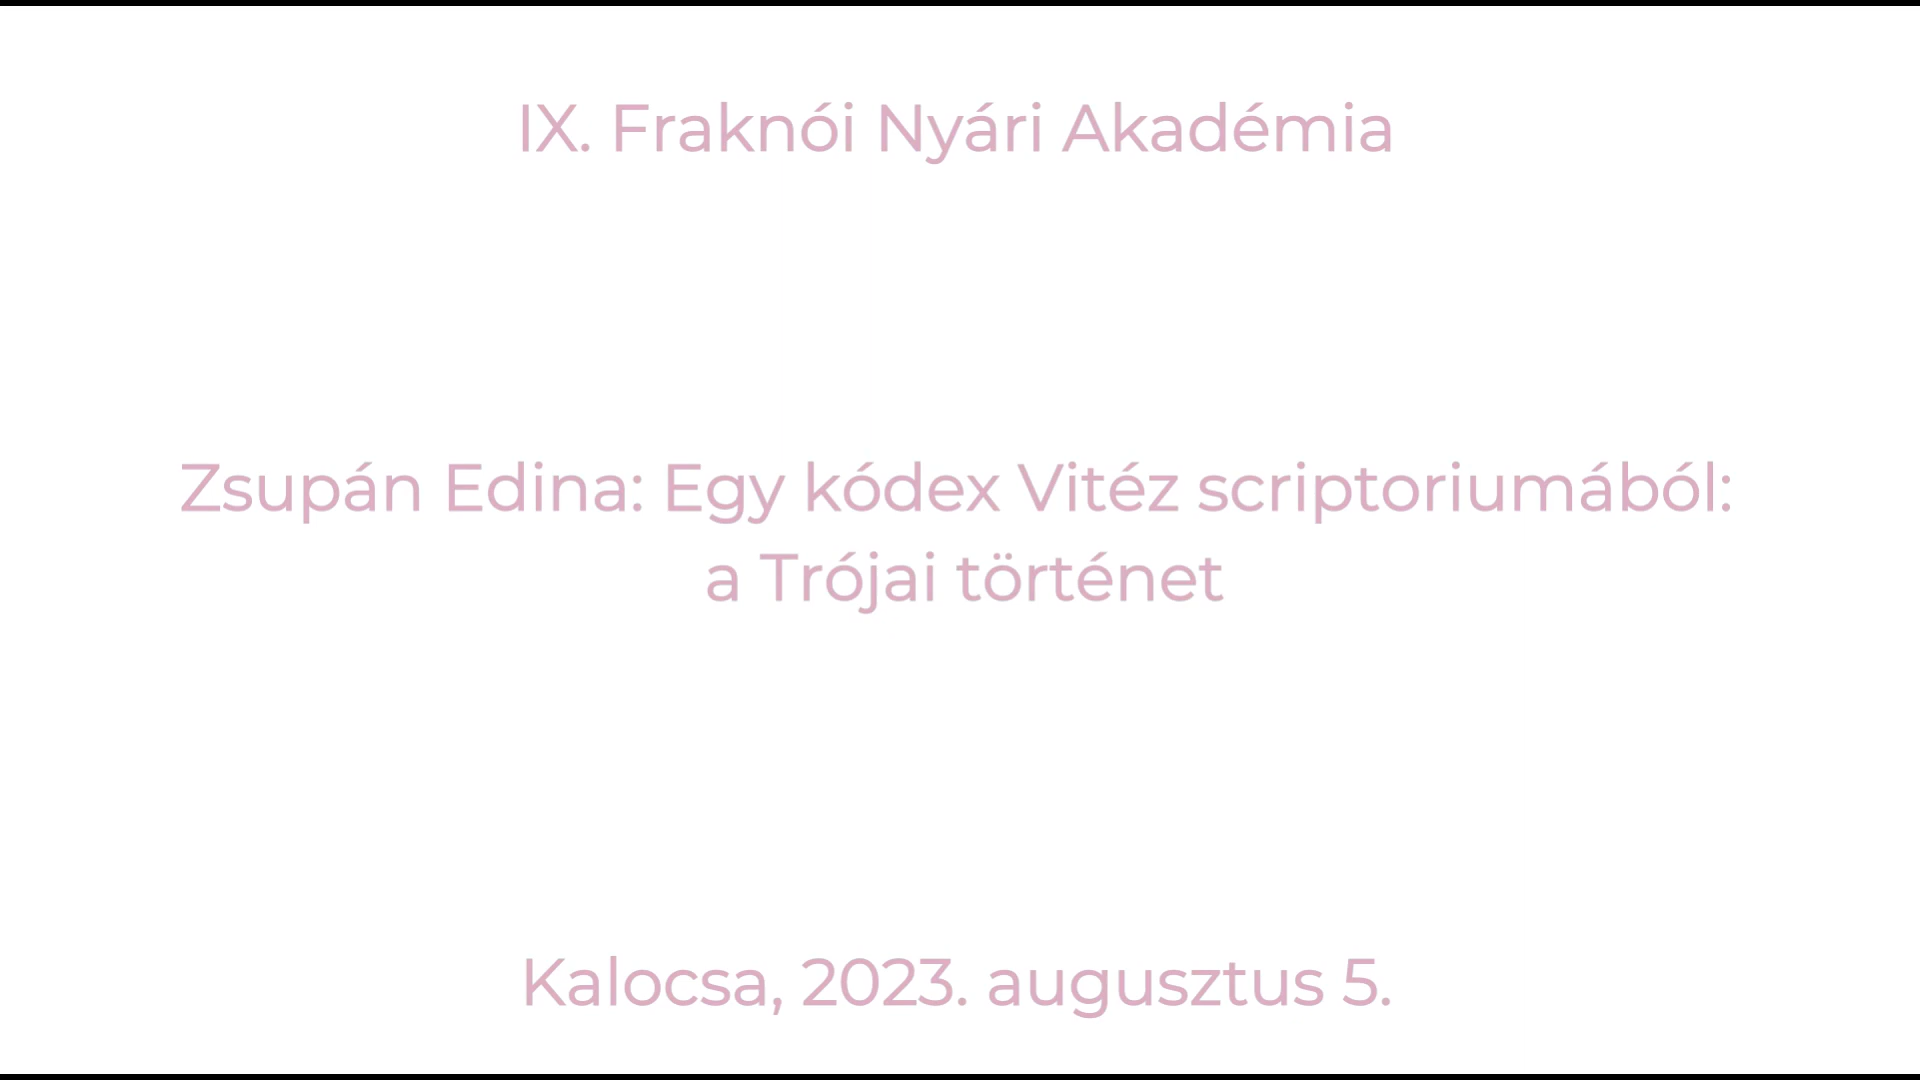 IX. Fraknói Nyári Akadémia
Zsupán Edina: Egy kódex Vitéz scriptoriumából:
a Trójai történet
Kalocsa, 2023. augusztus 5.